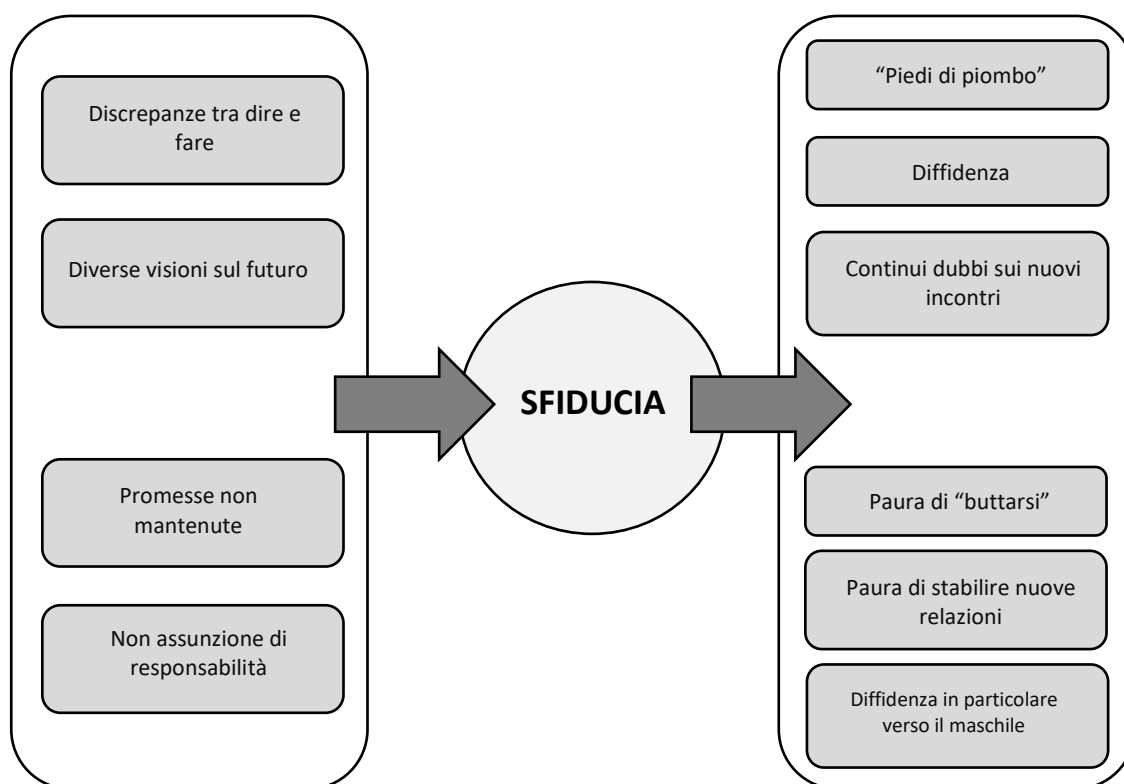 Discrepanze tra dire e
fare
Diverse visioni sul futuro
Promesse non
mantenute
Non assunzione di
responsabilità
SFIDUCIA
“Piedi di piombo”
Diffidenza
Continui dubbi sui nuovi
incontri
Paura di “buttarsi”
Paura di stabilire nuove
relazioni
Diffidenza in particolare
verso il maschile